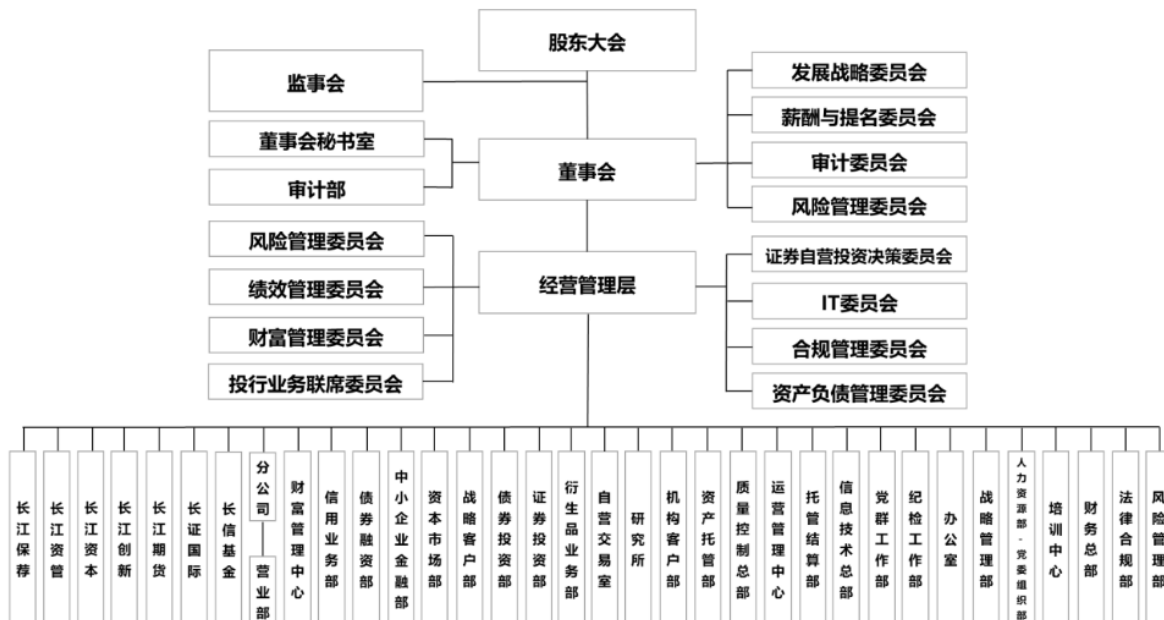 股东大会
监事会
发展战略委员会
薪酬与提名委员会
董事会秘书室
董事会
审计委员会
审计部
风险管理委员会
风险管理委员会
证券自营投资决策委员会
绩效管理委员会
经营管理层
IT委员会
财富管理委员会
合规管理委员会
投行业务联席委员会
资产负债管理委员会
长江保荐
长江资管
长江资本
长江创新
长江期货
长证国际
长信基金
分公司
营业部
财富管理中心
信用业务部
债券融资部
中小企业金融部
资本市场部
战略客户部
债券投资部
证券投资部
衍生品业务部
自营交易室
研究所
机构客户部
资产托管部
质量控制总部
运营管理中心
托管结算部
信息技术总部
党群工作部
纪检工作部
办公室
战略管理部
人力资源部-党委组织部
培训中心
财务总部
法律合规部
风险管理部